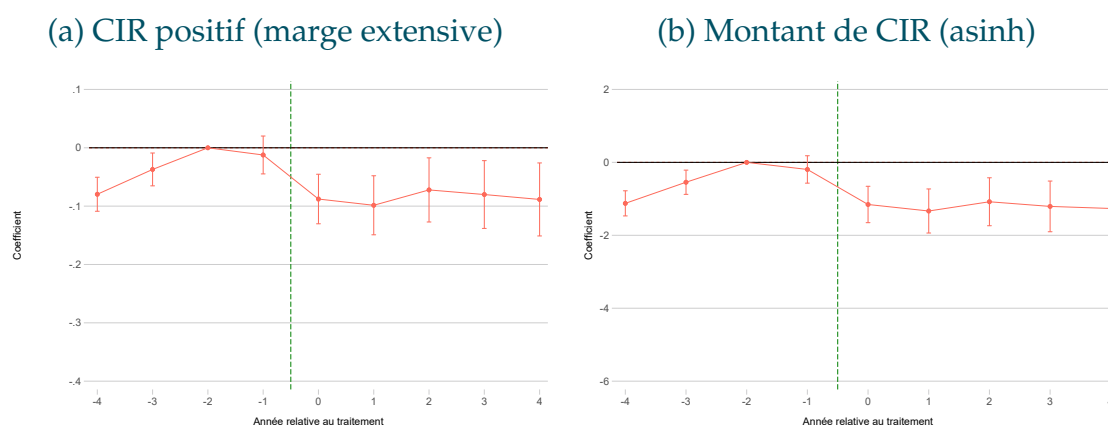 (a) CIR positif (marge extensive)
.1
0
-.1
-.2
-.3
-.4
Coefficient
-4 -3 -2 -1 0 1 2 3 4
Année relative au traitement
(b) Montant de CIR (asinh)
2
0
-2
-4
-6
Coefficient
-4 -3 -2 -1 0 1 2 3
Année relative au traitement